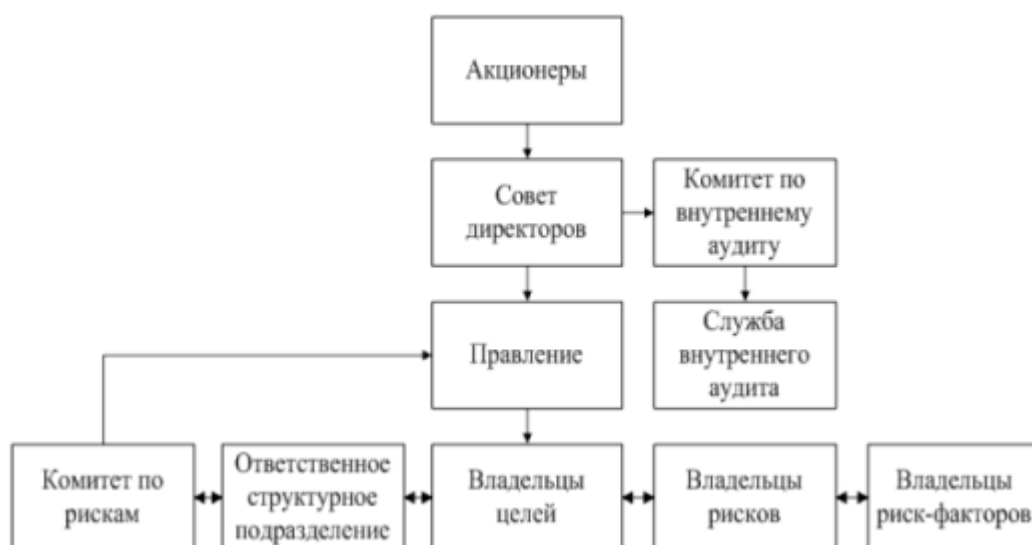 Акционеры
Совет
директоров
Комитет по
внутреннему
аудиту
Правление
Служба
внутреннего
аудита
Комитет по
рискам
Ответственное
структурное
подразделение
Владельцы
целей
Владельцы
рисков
Владельцы
риск-факторов